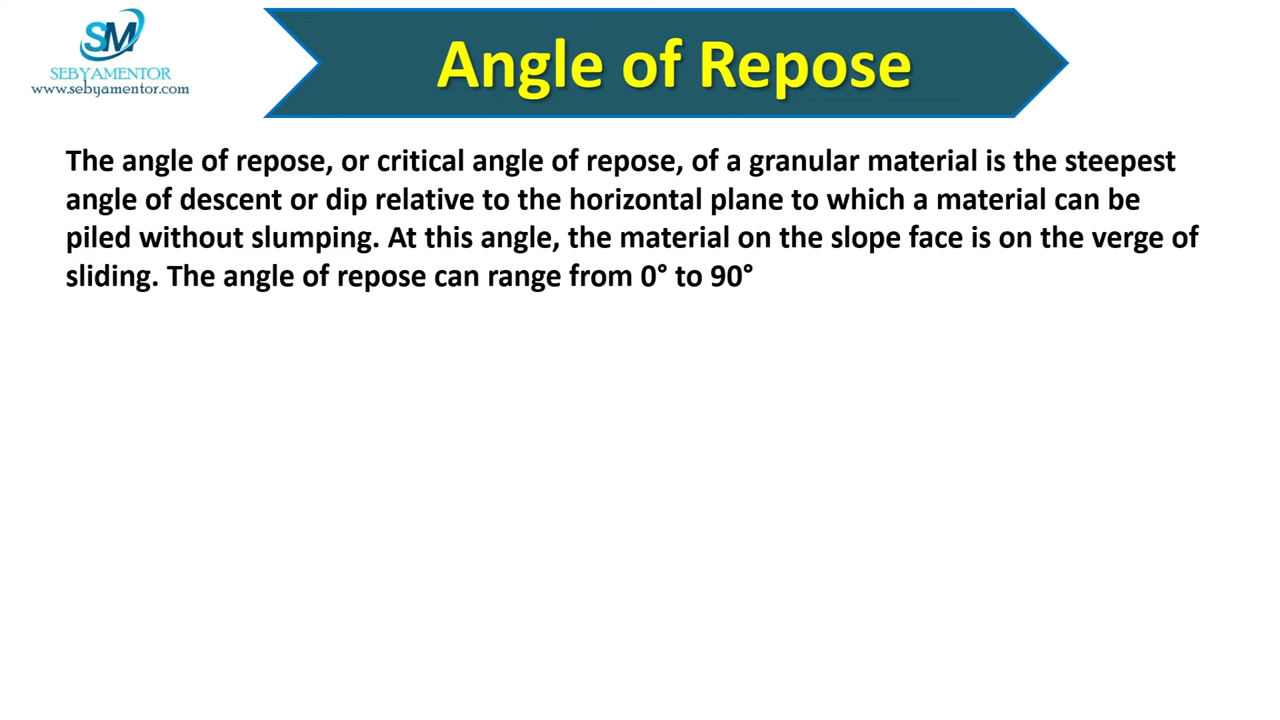 SM
SEBYAMENTOR
www.sebyamentor.com
Angle of Repose
The angle of repose, or critical angle of repose, of a granular material is the steepest
angle of descent or dip relative to the horizontal plane to which a material can be
piled without slumping. At this angle, the material on the slope face is on the verge of
sliding. The angle of repose can range from 0° to 90°